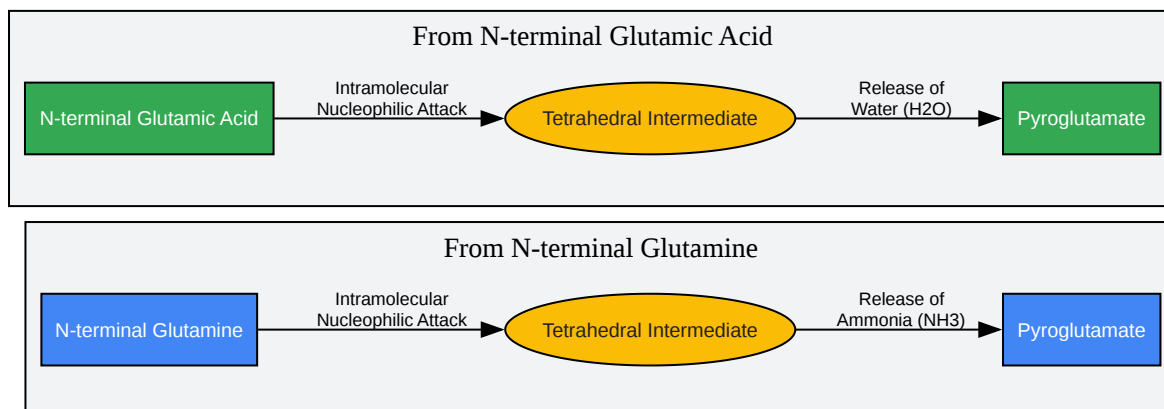 From N-terminal Glutamic Acid
Intramolecular
Nucleophilic Attack
Release of
Water (H2O)
N-terminal Glutamic Acid
Tetrahedral Intermediate
Pyroglutamate
From N-terminal Glutamine
Intramolecular
Nucleophilic Attack
Release of
Ammonia (NH3)
N-terminal Glutamine
Tetrahedral Intermediate
Pyroglutamate